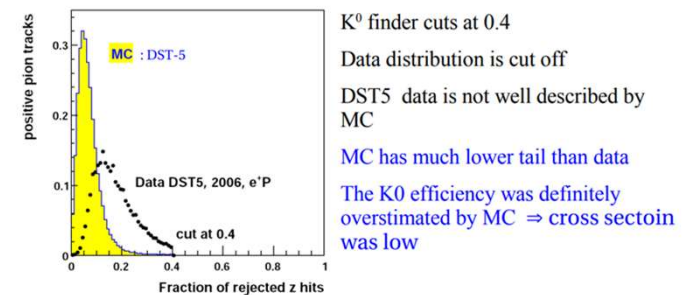 positive pion tracks
0.3
0.2
0.1
0
MC : DST-5
Data DST5, 2006, e⁺P
cut at 0.4
0 0.2 0.4 0.6 0.8 1
Fraction of rejected z hits
K⁰ finder cuts at 0.4
Data distribution is cut off
DST5 data is not well described by
MC
MC has much lower tail than data
The K0 efficiency was definitely
overstimated by MC ⇒ cross sectoin
was low